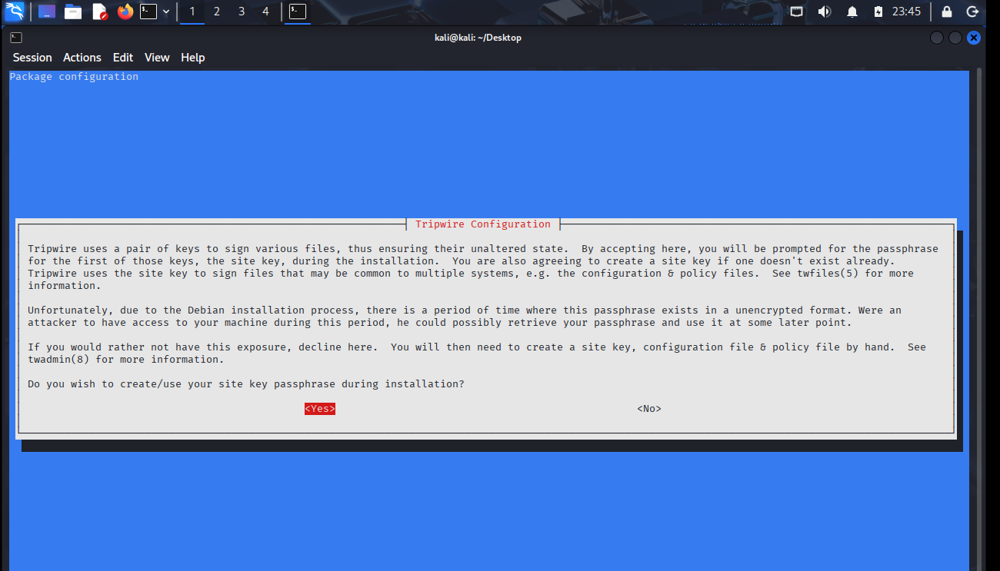 1 2 3 4 23:45
kali@kali: ~/Desktop
Session Actions Edit View Help
Package configuration
Tripwire Configuration
Tripwire uses a pair of keys to sign various files, thus ensuring their unaltered state.  By accepting here, you will be prompted for the passphrase
for the first of those keys, the site key, during the installation.  You are also agreeing to create a site key if one doesn't exist already.
Tripwire uses the site key to sign files that may be common to multiple systems, e.g. the configuration & policy files.  See twfiles(5) for more
information.
Unfortunately, due to the Debian installation process, there is a period of time where this passphrase exists in a unencrypted format. Were an
attacker to have access to your machine during this period, he could possibly retrieve your passphrase and use it at some later point.
If you would rather not have this exposure, decline here.  You will then need to create a site key, configuration file & policy file by hand.  See
twadmin(8) for more information.
Do you wish to create/use your site key passphrase during installation?
<Yes> <No>